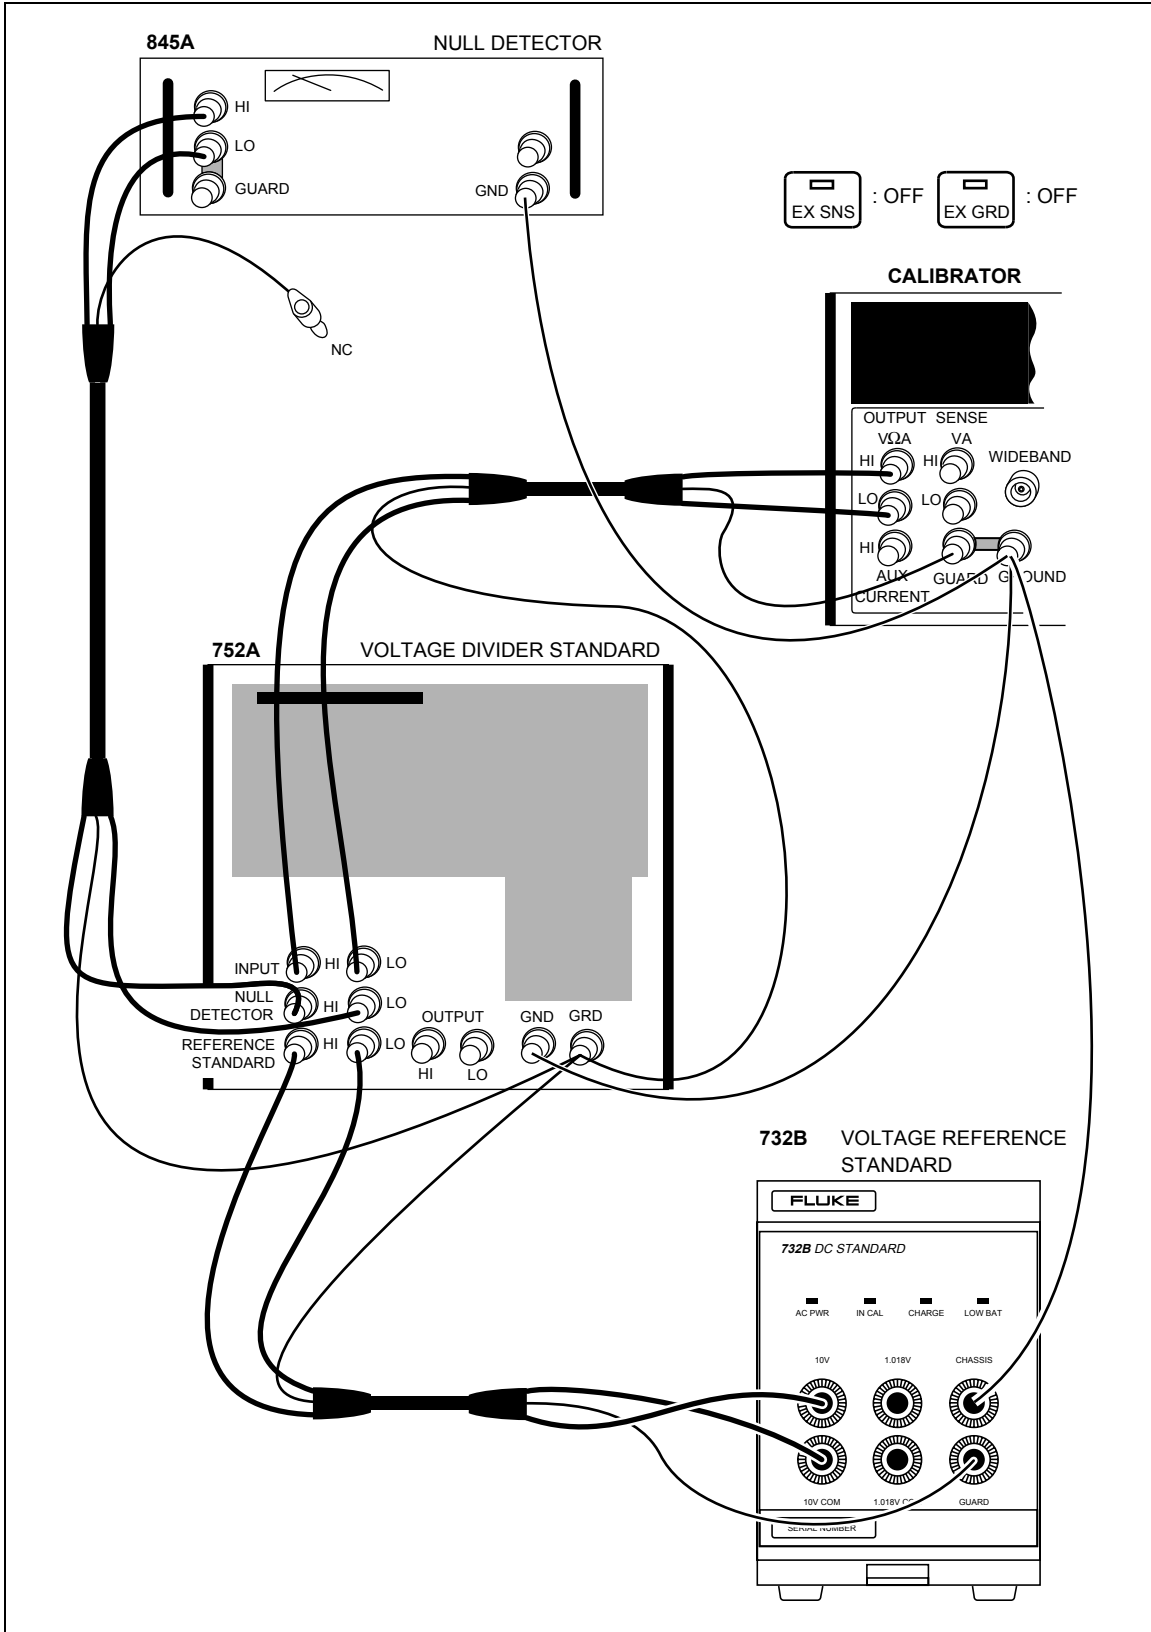 845A NULL DETECTOR
HI
LO
GUARD
GND
EX SNS : OFF EX GRD : OFF
NC
CALIBRATOR
OUTPUT SENSE
VΩA VA
HI HI WIDEBAND
LO LO
HI
AUX GUARD GROUND
CURRENT
752A VOLTAGE DIVIDER STANDARD
INPUT HI LO
NULL
DETECTOR HI LO
OUTPUT GND GRD
REFERENCE
STANDARD HI LO
HI LO
732B VOLTAGE REFERENCE
STANDARD
FLUKE
732B DC STANDARD
AC PWR IN CAL CHARGE LOW BAT
10V 1.018V CHASSIS
10V COM 1.018V GUARD
SERIAL NUMBER